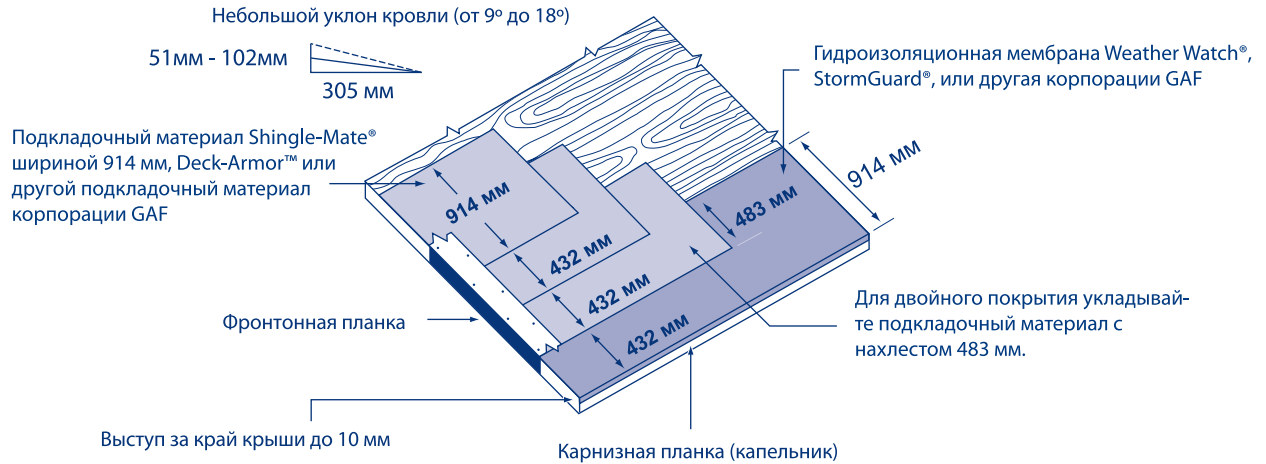 Небольшой уклон кровли (от 9º до 18º)
51мм - 102мм
305 мм
Гидроизоляционная мембрана Weather Watch®,
StormGuard®, или другая корпорации GAF
Подкладочный материал Shingle-Mate®
шириной 914 мм, Deck-Armor™ или
другой подкладочный материал
корпорации GAF
914 мм
914 мм
483 мм
432 мм
432 мм
432 мм
Для двойного покрытия укладывай-
те подкладочный материал с
нахлестом 483 мм.
Фронтонная планка
Выступ за край крыши до 10 мм
Карнизная планка (капельник)